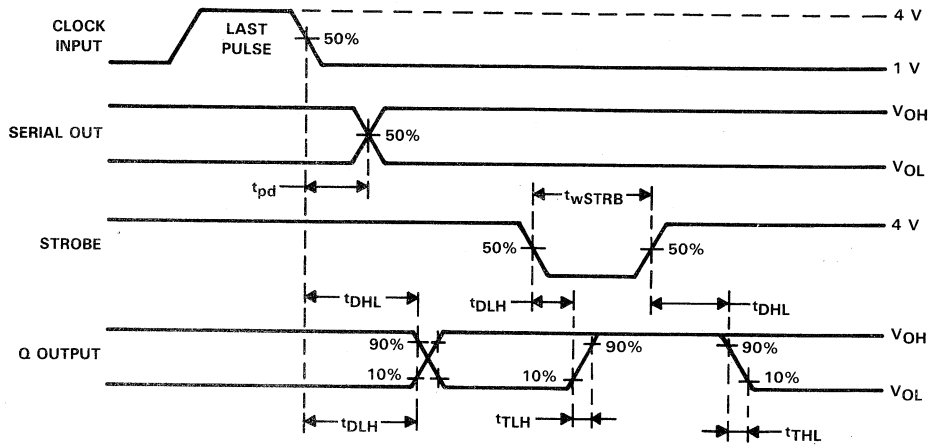 CLOCK INPUT
LAST PULSE
50%
4 V
1 V
SERIAL OUT
50%
VOH
VOL
tpd
twSTRB
STROBE
50%
50%
4 V
tDHL
tDLH
tDHL
Q OUTPUT
90%
10%
10%
90%
90%
10%
VOH
VOL
tDLH
tTLH
tTHL